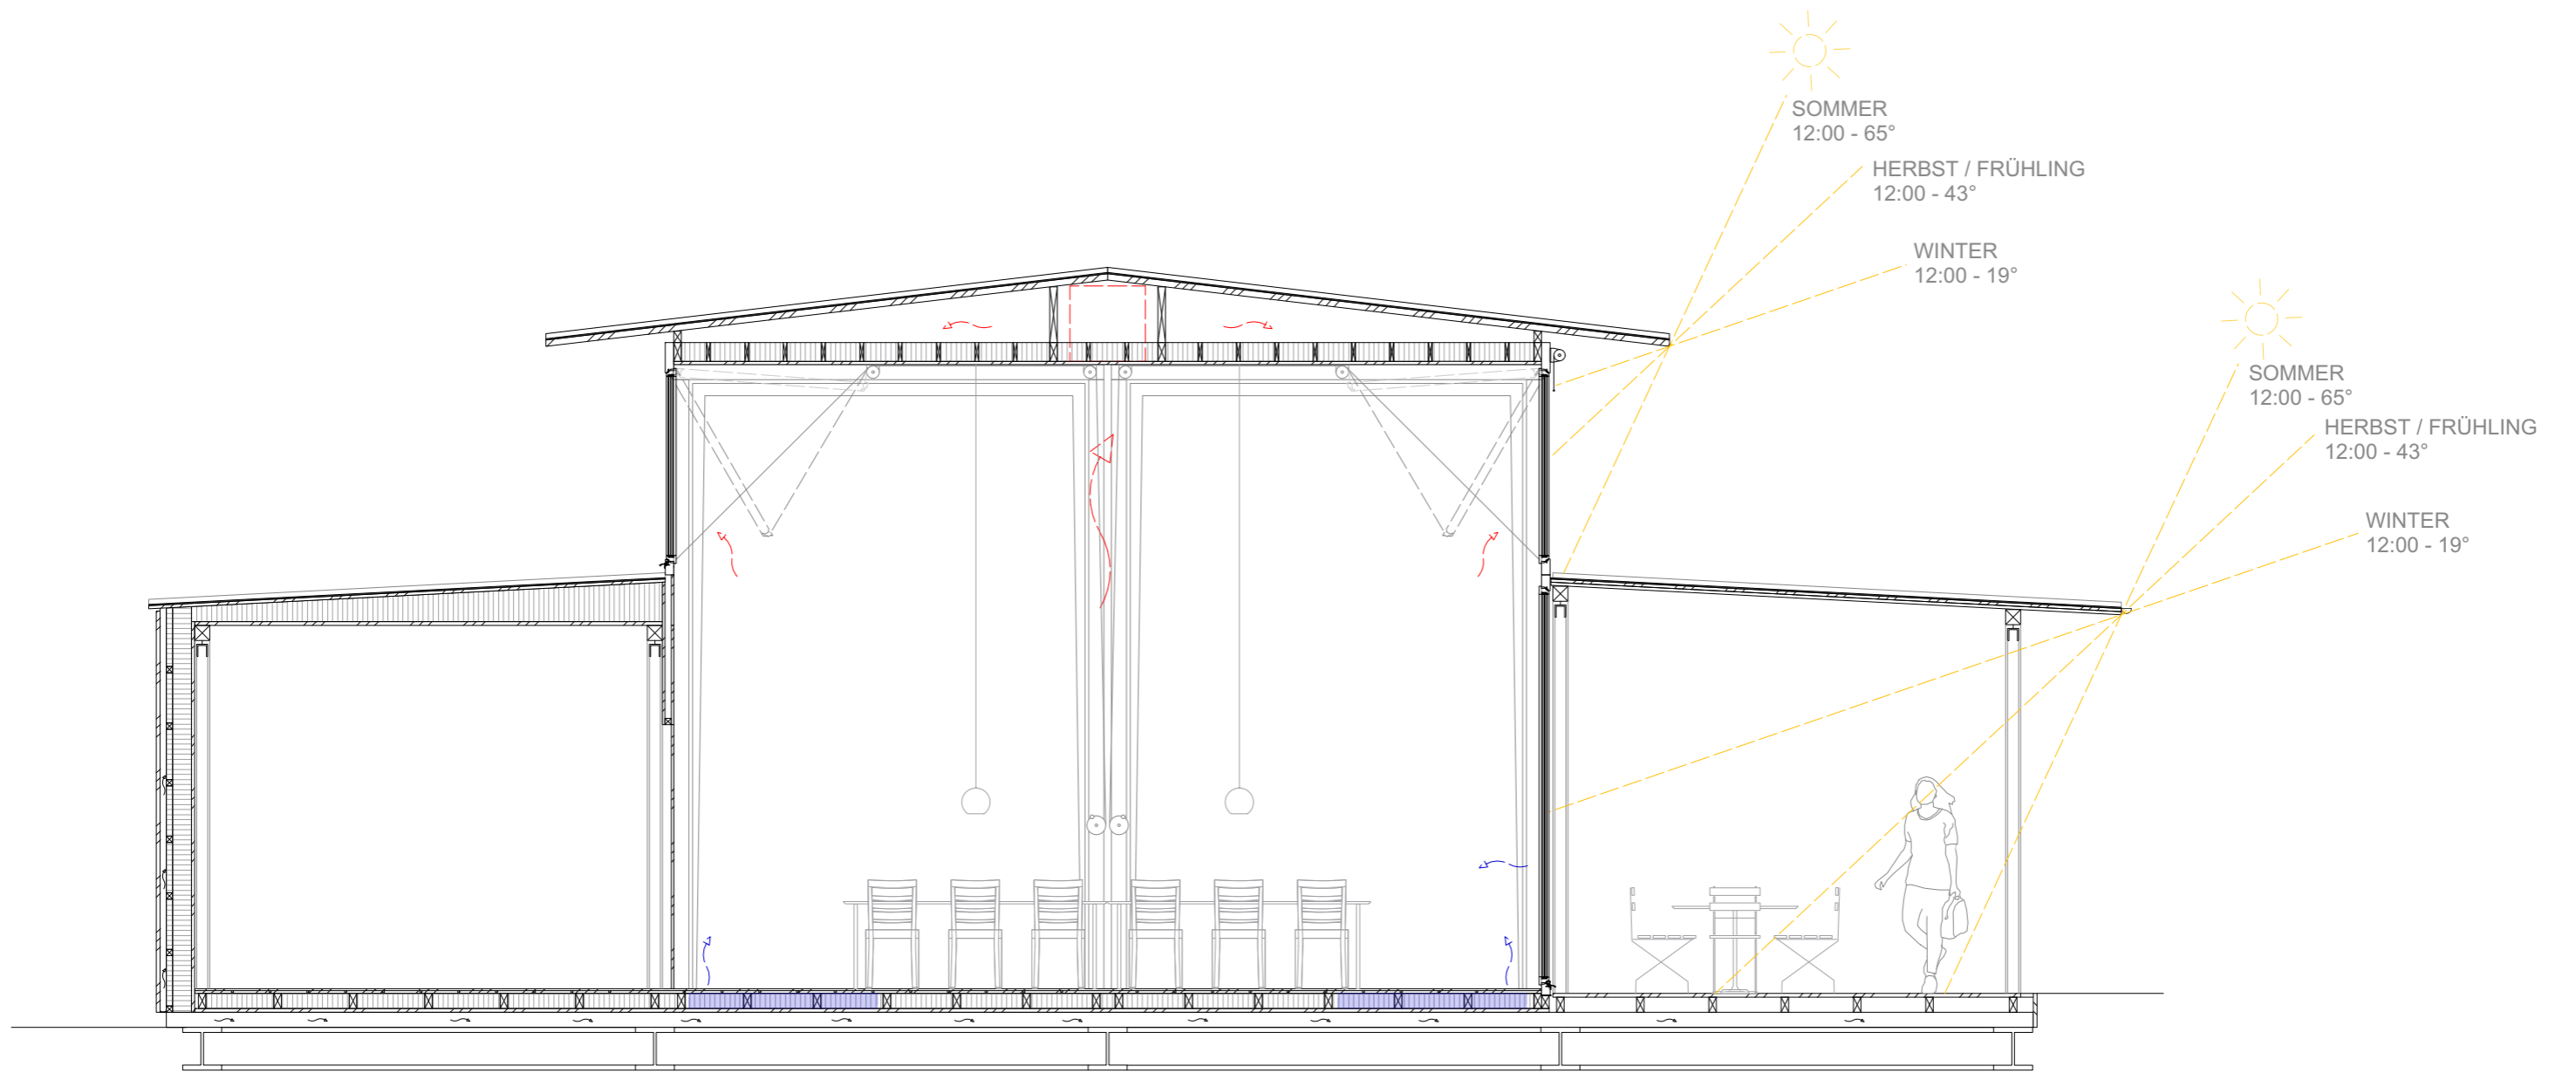 SOMMER
12:00 - 65°
HERBST / FRÜHLING
12:00 - 43°
WINTER
12:00 - 19°
SOMMER
12:00 - 65°
HERBST / FRÜHLING
12:00 - 43°
WINTER
12:00 - 19°